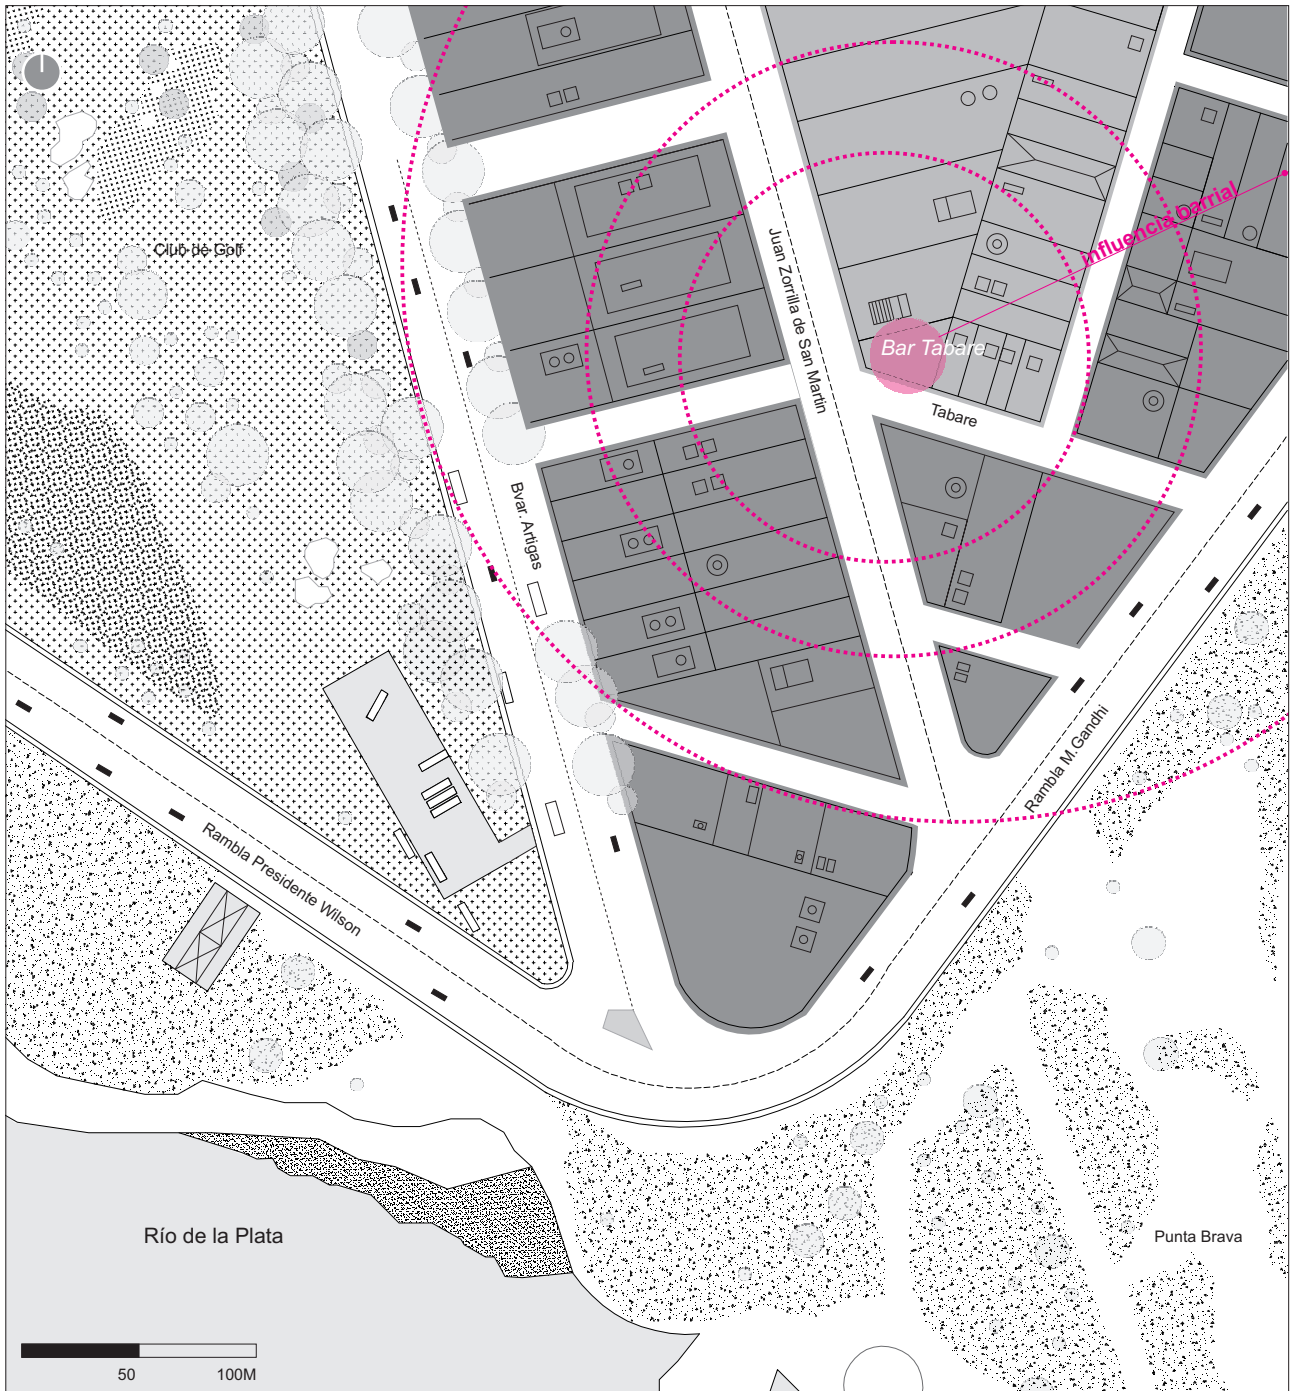 influencia barrial
Club de Golf
Juan Zorrilla de San Martin
Bar Tabare
Tabare
Bvar. Artigas
Rambla M.Gandhi
Rambla Presidente Wilson
Río de la Plata
Punta Brava
50 100M